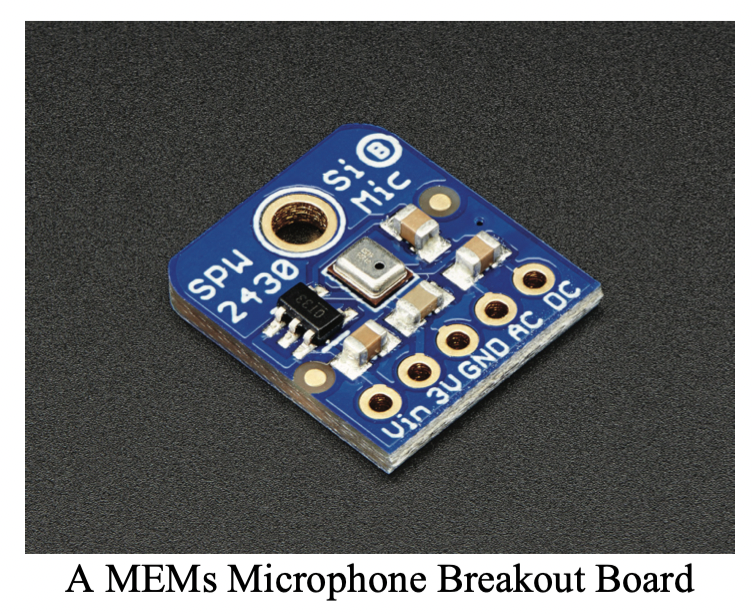 Si B
Mic
SPW
2430
Vin 3V GND AC DC
A MEMs Microphone Breakout Board